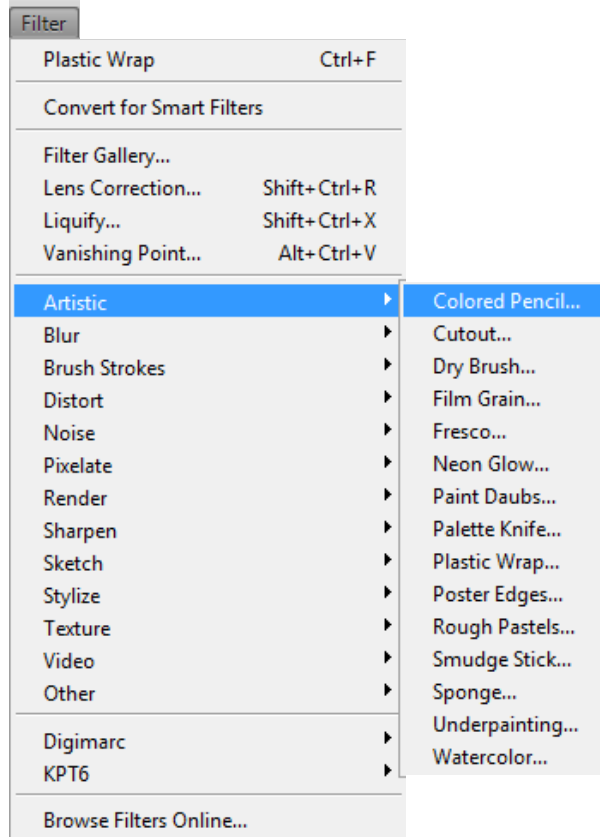 Filter
Plastic Wrap Ctrl+F
Convert for Smart Filters
Filter Gallery...
Lens Correction... Shift+Ctrl+R
Liquify... Shift+Ctrl+X
Vanishing Point... Alt+Ctrl+V
Artistic
Blur
Brush Strokes
Distort
Noise
Pixelate
Render
Sharpen
Sketch
Stylize
Texture
Video
Other
Digimarc
KPT6
Browse Filters Online...
Colored Pencil...
Cutout...
Dry Brush...
Film Grain...
Fresco...
Neon Glow...
Paint Daubs...
Palette Knife...
Plastic Wrap...
Poster Edges...
Rough Pastels...
Smudge Stick...
Sponge...
Underpainting...
Watercolor...